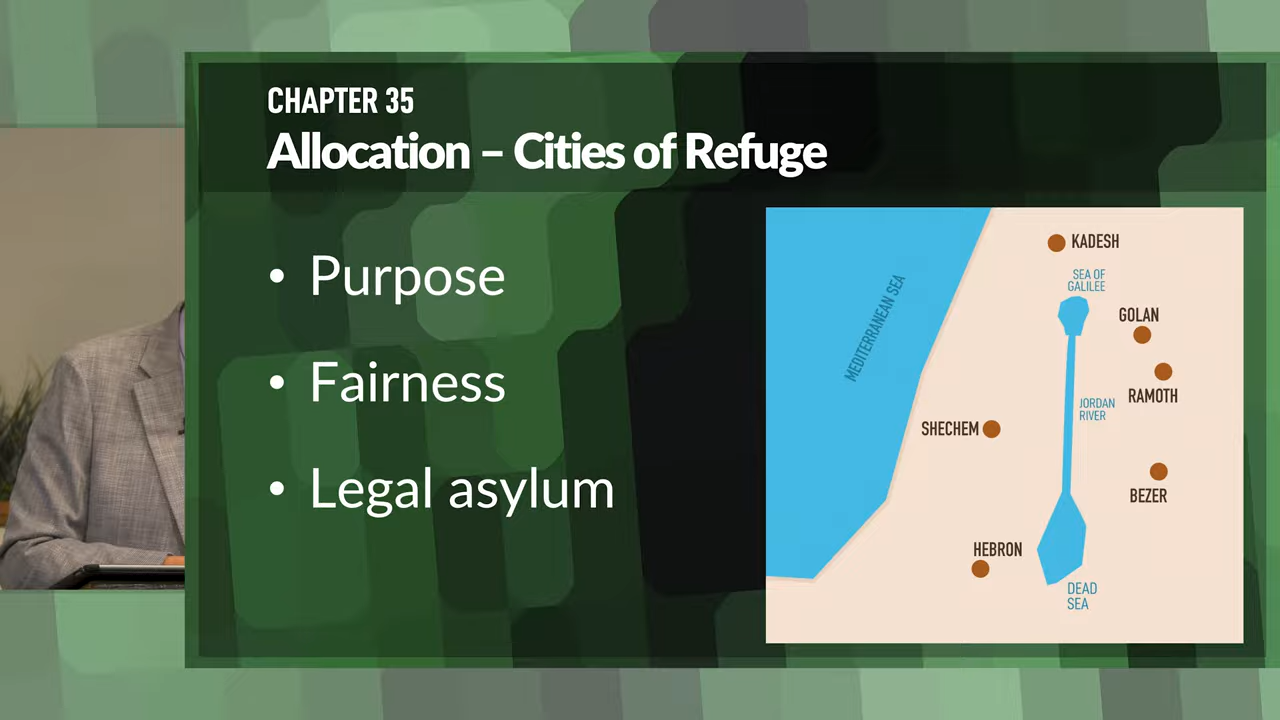 CHAPTER 35
Allocation – Cities of Refuge
• Purpose
• Fairness
• Legal asylum
MEDITERRANEAN SEA
KADESH
SEA OF
GALILEE
GOLAN
RAMOTH
JORDAN
RIVER
SHECHEM
BEZER
HEBRON
DEAD
SEA